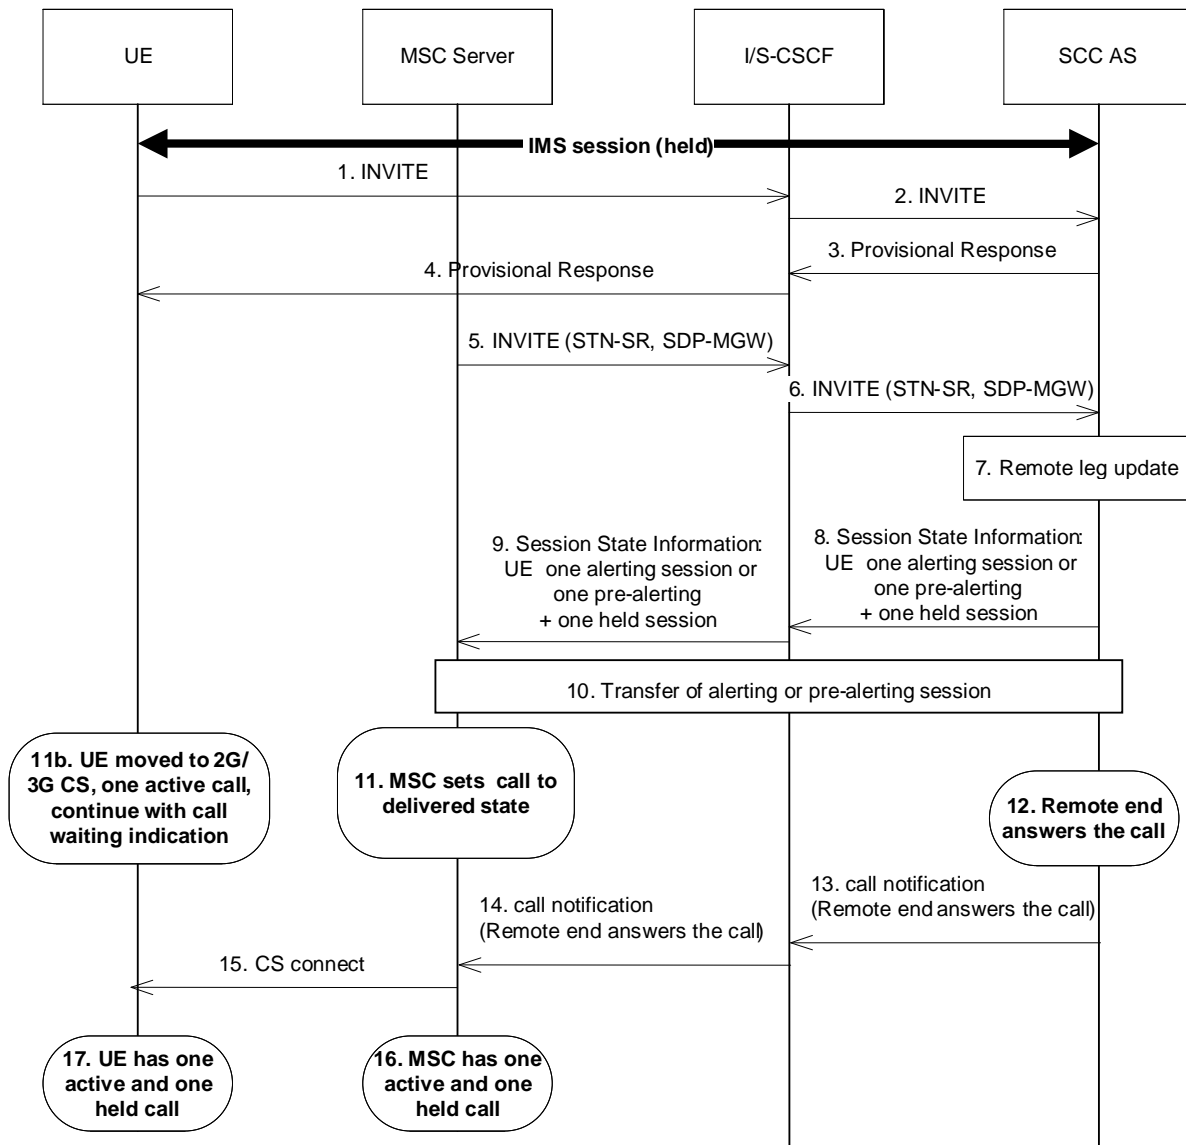 UE
MSC Server
I/S-CSCF
SCC AS
IMS session (held)
1. INVITE
2. INVITE
3. Provisional Response
4. Provisional Response
5. INVITE (STN-SR, SDP-MGW)
6. INVITE (STN-SR, SDP-MGW)
7. Remote leg update
8. Session State Information:
UE one alerting session or
one pre-alerting
+ one held session
9. Session State Information:
UE one alerting session or
one pre-alerting
+ one held session
10. Transfer of alerting or pre-alerting session
11b. UE moved to 2G/
3G CS, one active call,
continue with call
waiting indication
11. MSC sets call to
delivered state
12. Remote end
answers the call
13. call notification
(Remote end answers the call)
14. call notification
(Remote end answers the call)
15. CS connect
17. UE has one
active and one
held call
16. MSC has one
active and one
held call